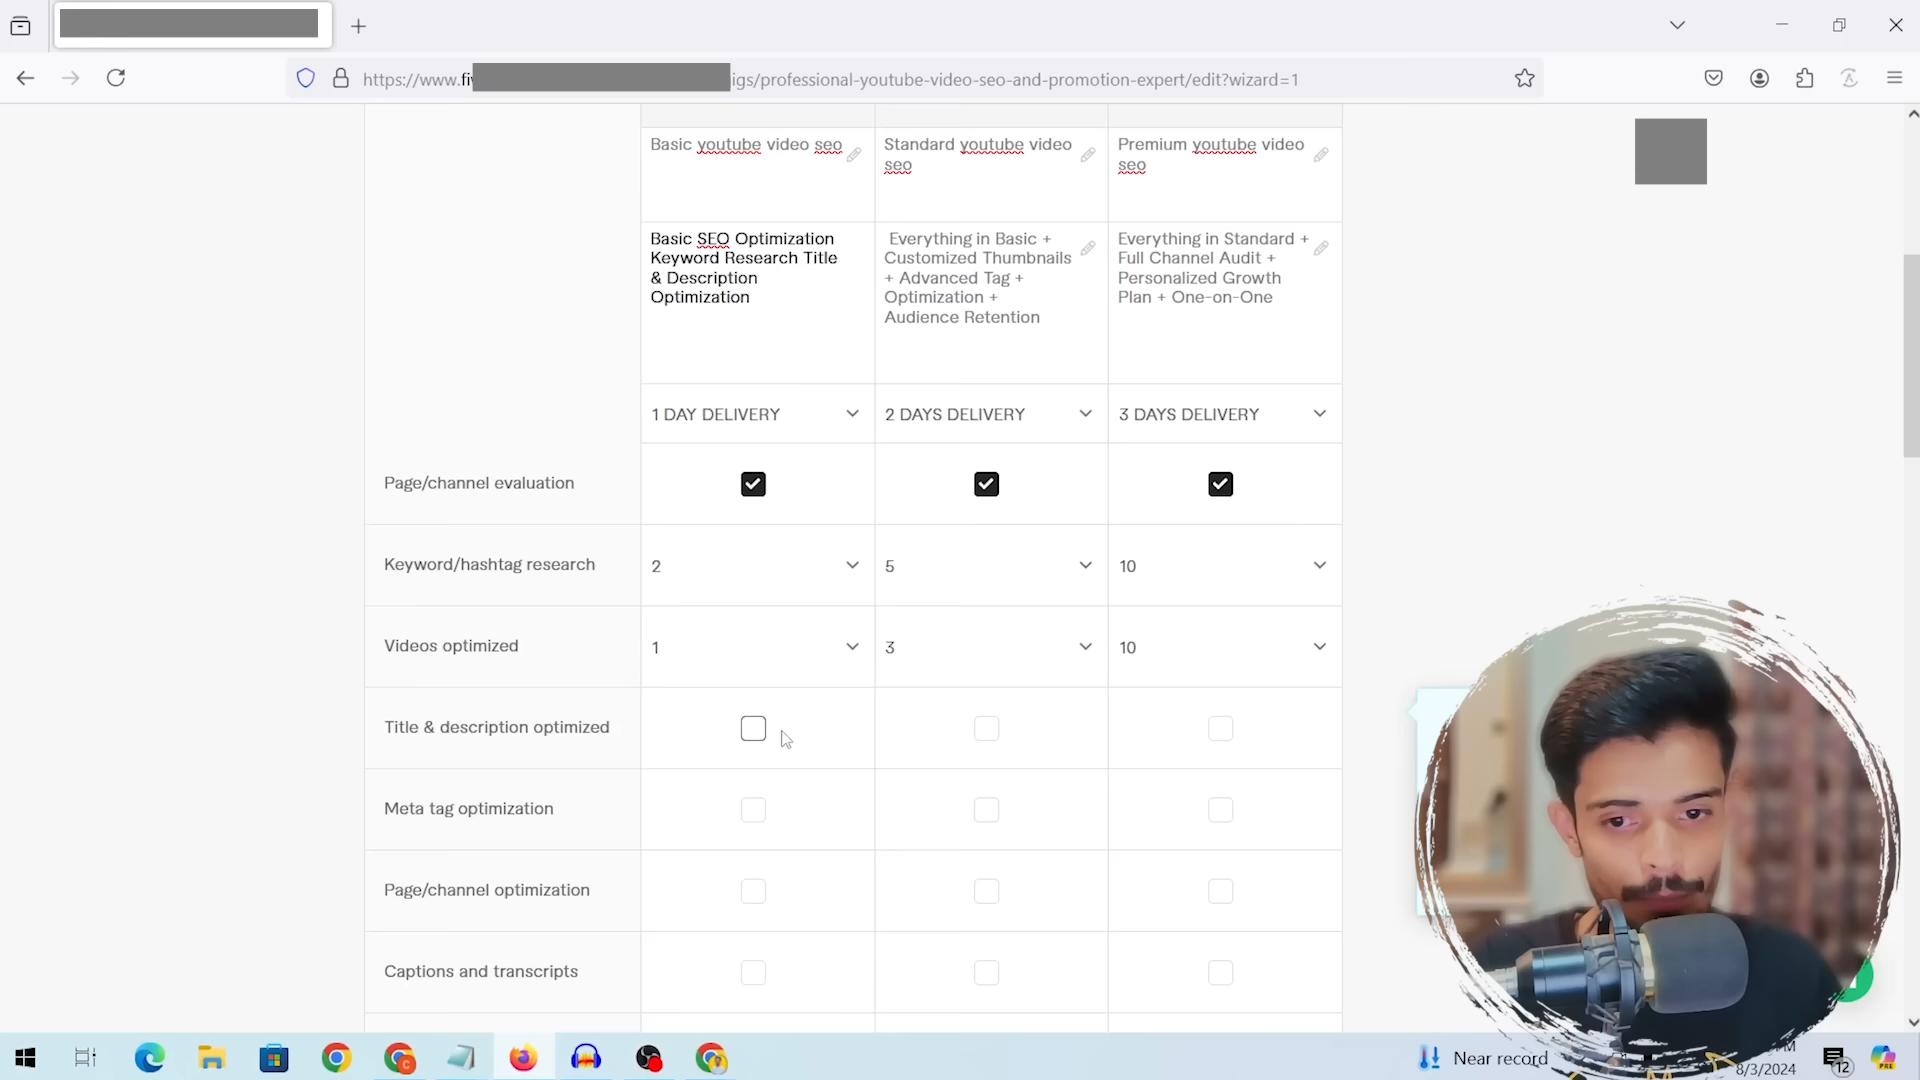 https://www.fi
igs/professional-youtube-video-seo-and-promotion-expert/edit?wizard=1
Basic youtube video seo
Standard youtube video
seo
Premium youtube video
seo
Basic SEO Optimization
Keyword Research Title
& Description
Optimization
Everything in Basic +
Customized Thumbnails
+ Advanced Tag +
Optimization +
Audience Retention
Everything in Standard +
Full Channel Audit +
Personalized Growth
Plan + One-on-One
1 DAY DELIVERY
2 DAYS DELIVERY
3 DAYS DELIVERY
Page/channel evaluation
Keyword/hashtag research
2
5
10
Videos optimized
1
3
10
Title & description optimized
Meta tag optimization
Page/channel optimization
Captions and transcripts
Near record
8/3/2024
12
PRE